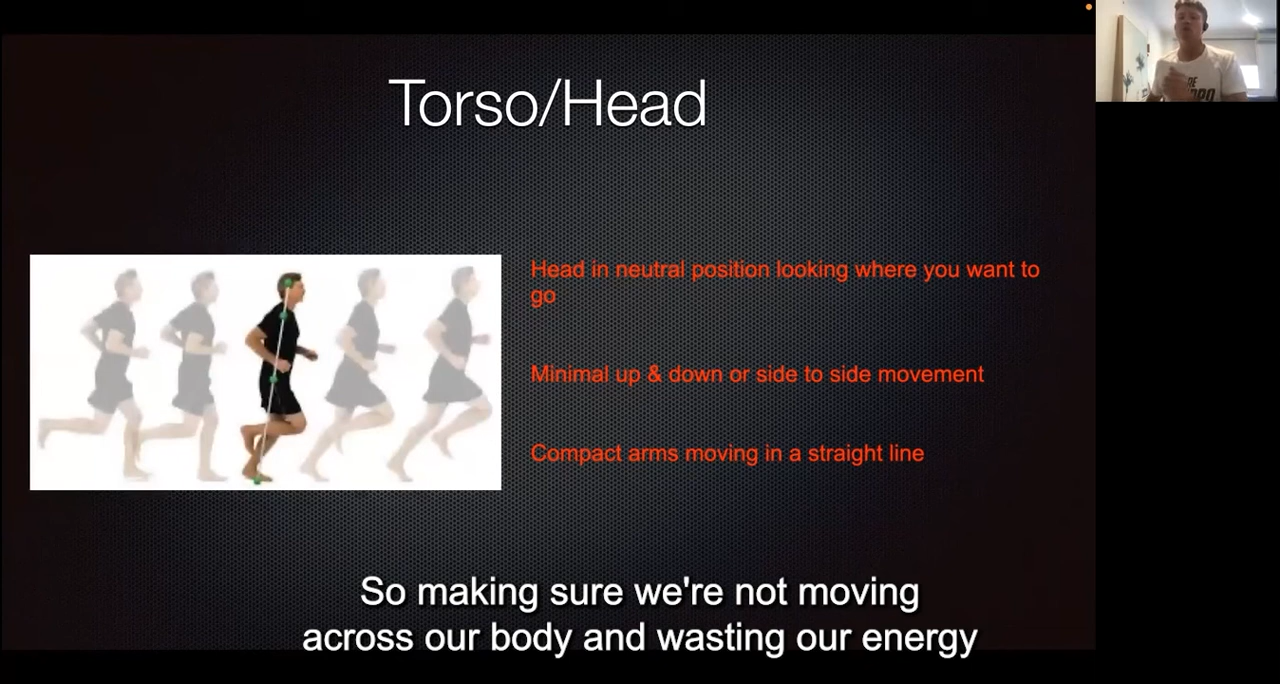 Torso/Head
Head in neutral position looking where you want to
go
Minimal up & down or side to side movement
Compact arms moving in a straight line
So making sure we're not moving
across our body and wasting our energy